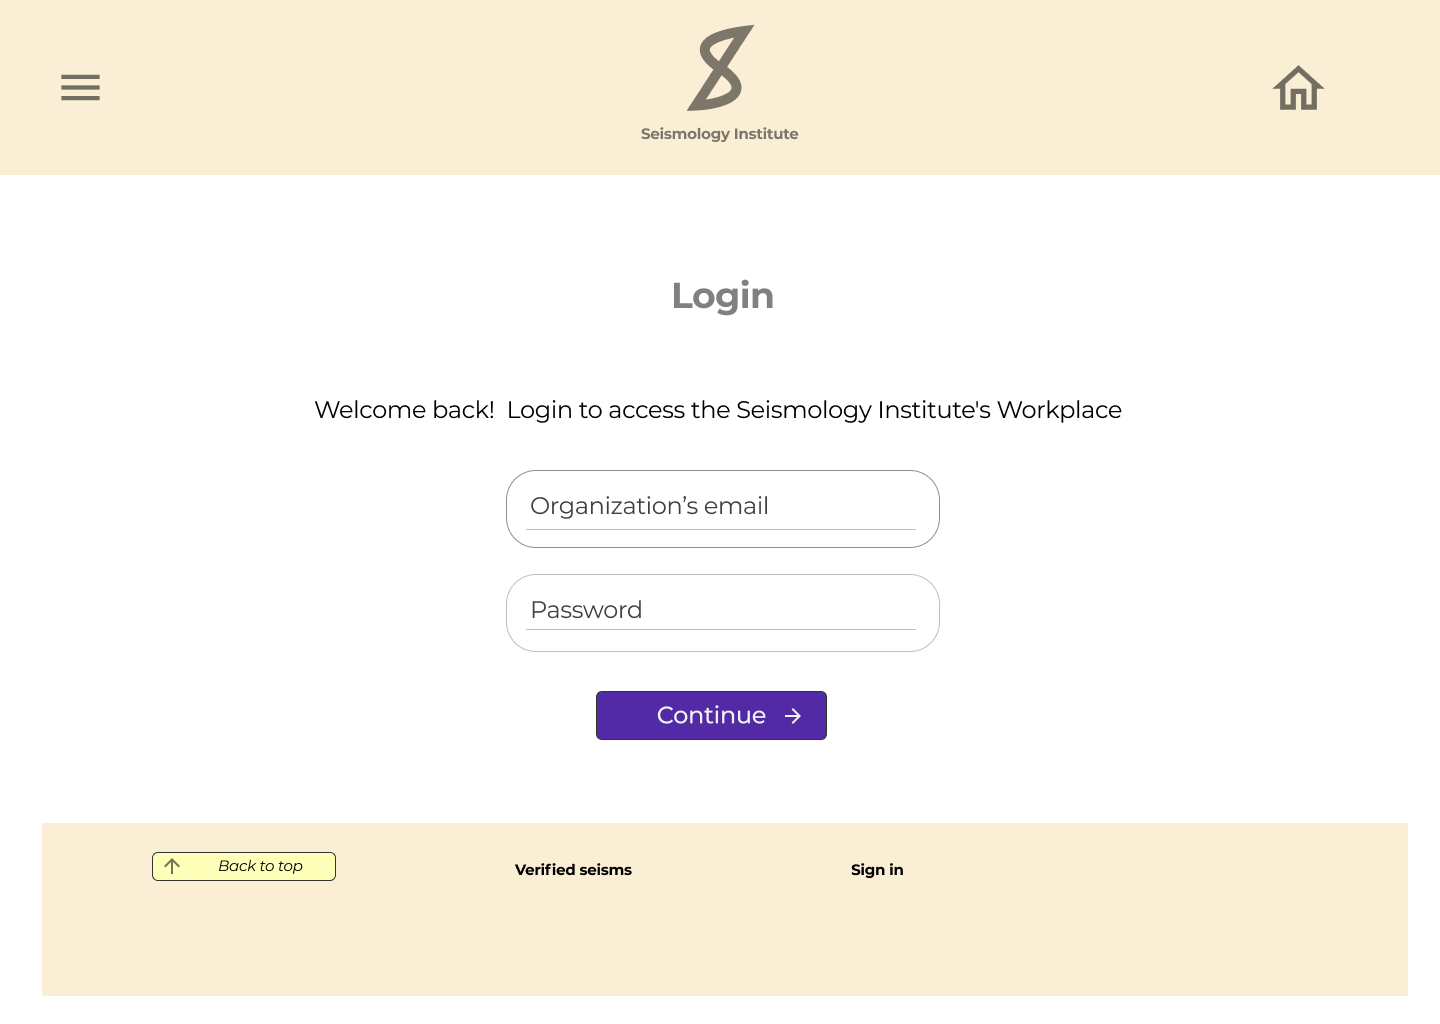 Seismology Institute
Login
Welcome back!  Login to access the Seismology Institute's Workplace
Organization’s email
Password
Continue
Back to top
Verified seisms
Sign in